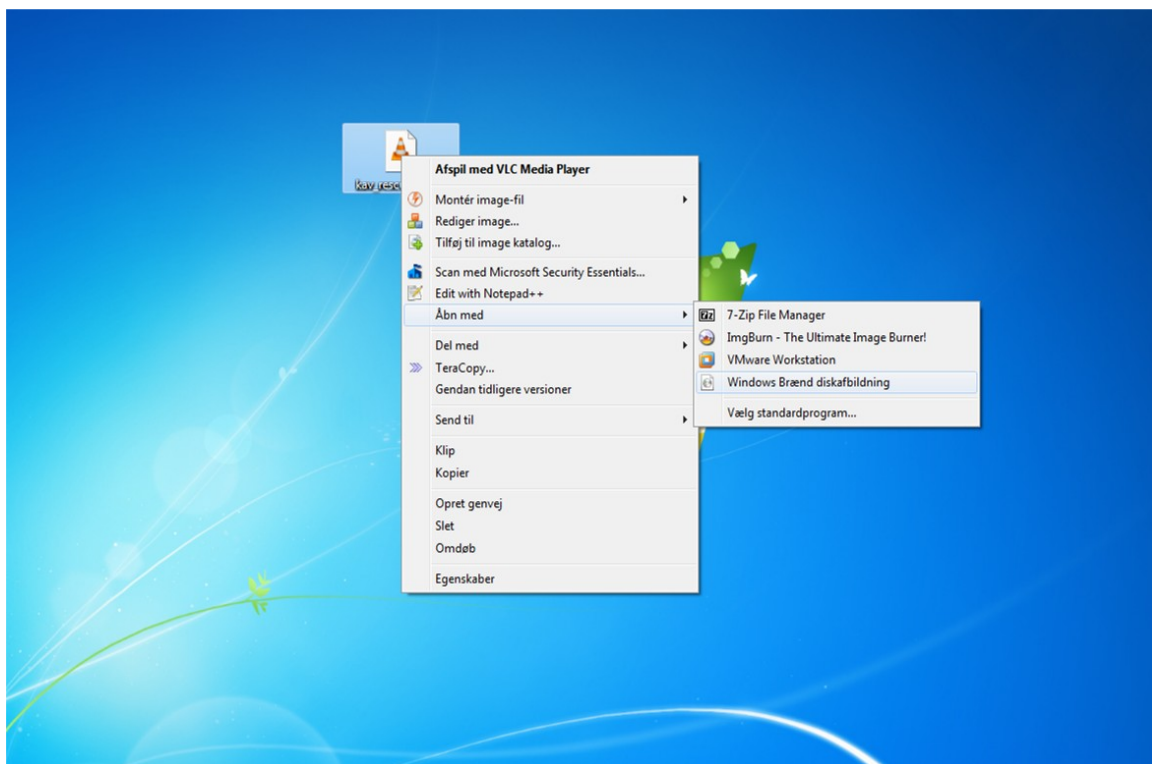 kav_resc
Afspil med VLC Media Player
Montér image-fil
Rediger image...
Tilføj til image katalog...
Scan med Microsoft Security Essentials...
Edit with Notepad++
Åbn med
Del med
TeraCopy...
Gendan tidligere versioner
Send til
Klip
Kopier
Opret genvej
Slet
Omdøb
Egenskaber
7-Zip File Manager
ImgBurn - The Ultimate Image Burner!
VMware Workstation
Windows Brænd diskafbildning
Vælg standardprogram...